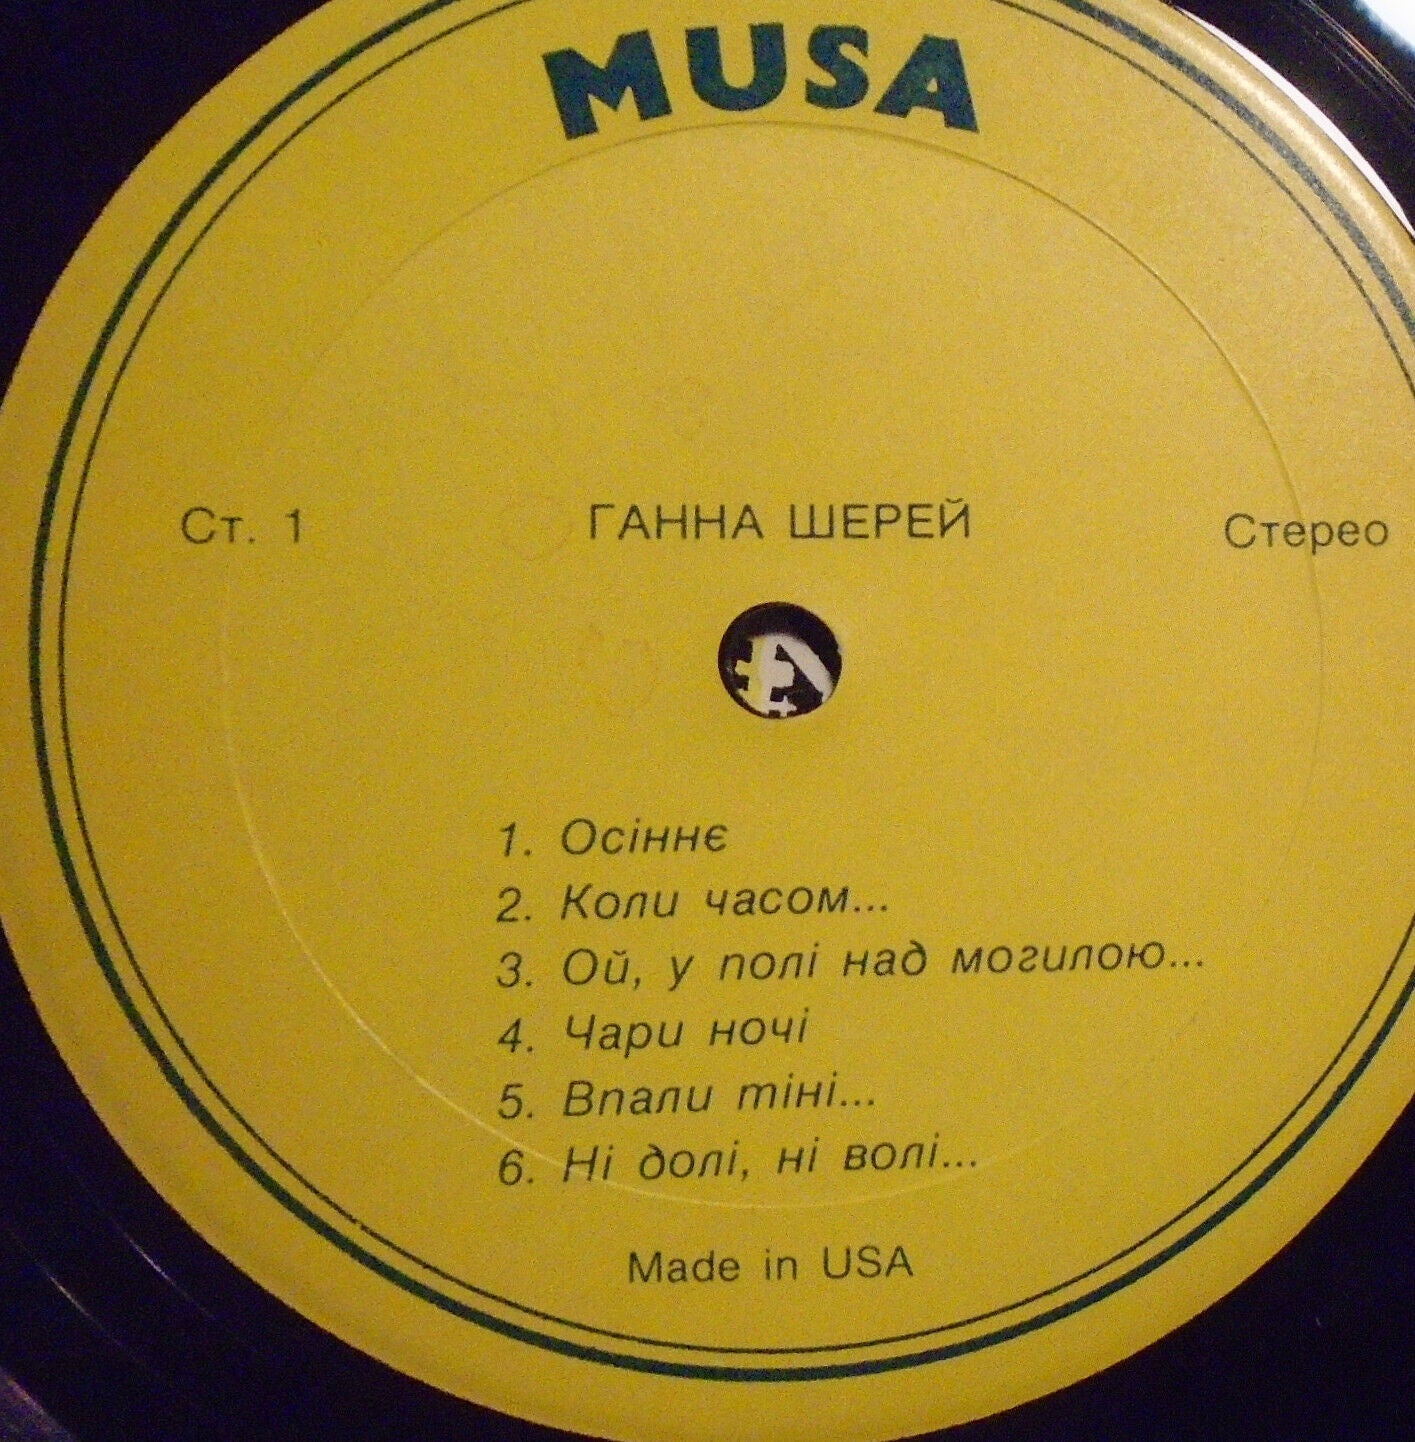 MUSA
Ст. 1 ГАННА ШЕРЕЙ Стерео
1. Осіннє
2. Коли часом...
3. Ой, у полі над могилою...
4. Чари ночі
5. Впали тіні...
6. Ні долі, ні волі...
Made in USA